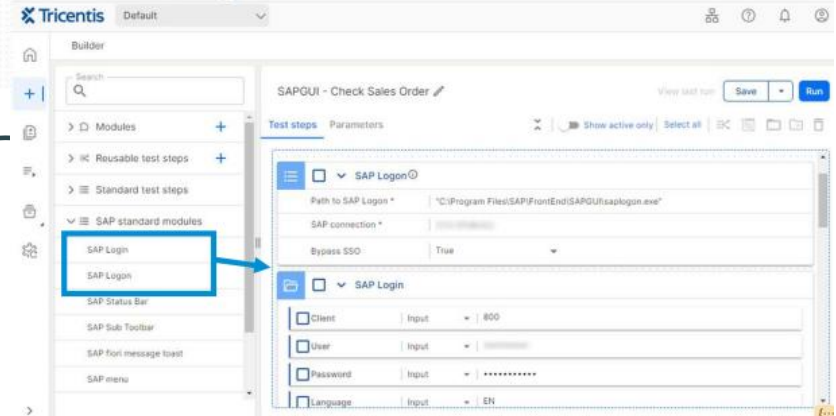 Tricentis Default
Builder
Search
Modules
Reusable test steps
Standard test steps
SAP standard modules
SAP Login
SAP Logon
SAP Status Bar
SAP Sub Toolbar
SAP fiori message toast
SAP menu
SAPGUI - Check Sales Order
View last run Save Run
Test steps Parameters
Show active only Select all
SAP Logon
Path to SAP Logon * "C:\Program Files\SAP\FrontEnd\SAPGUI\saplogon.exe"
SAP connection *
Bypass SSO True
SAP Login
Client Input 800
User Input
Password Input •••••••••••
Language Input EN